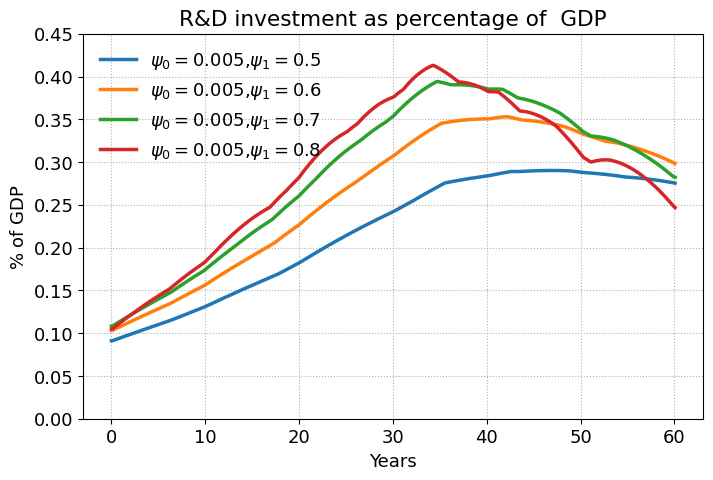 R&D investment as percentage of  GDP
0.45
0.40
0.35
0.30
0.25
0.20
0.15
0.10
0.05
0.00
% of GDP
ψ₀ = 0.005,ψ₁ = 0.5
ψ₀ = 0.005,ψ₁ = 0.6
ψ₀ = 0.005,ψ₁ = 0.7
ψ₀ = 0.005,ψ₁ = 0.8
0 10 20 30 40 50 60
Years